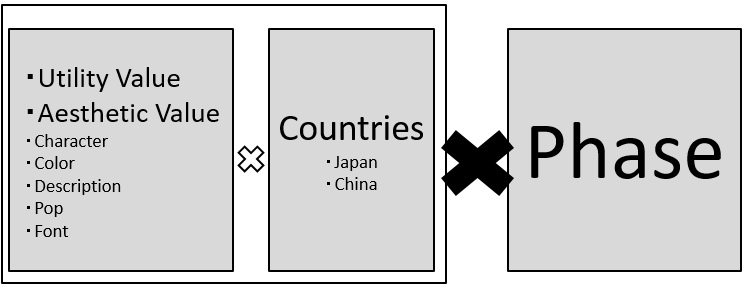 ・Utility Value
・Aesthetic Value
・Character
・Color
・Description
・Pop
・Font
Countries
・Japan
・China
Phase